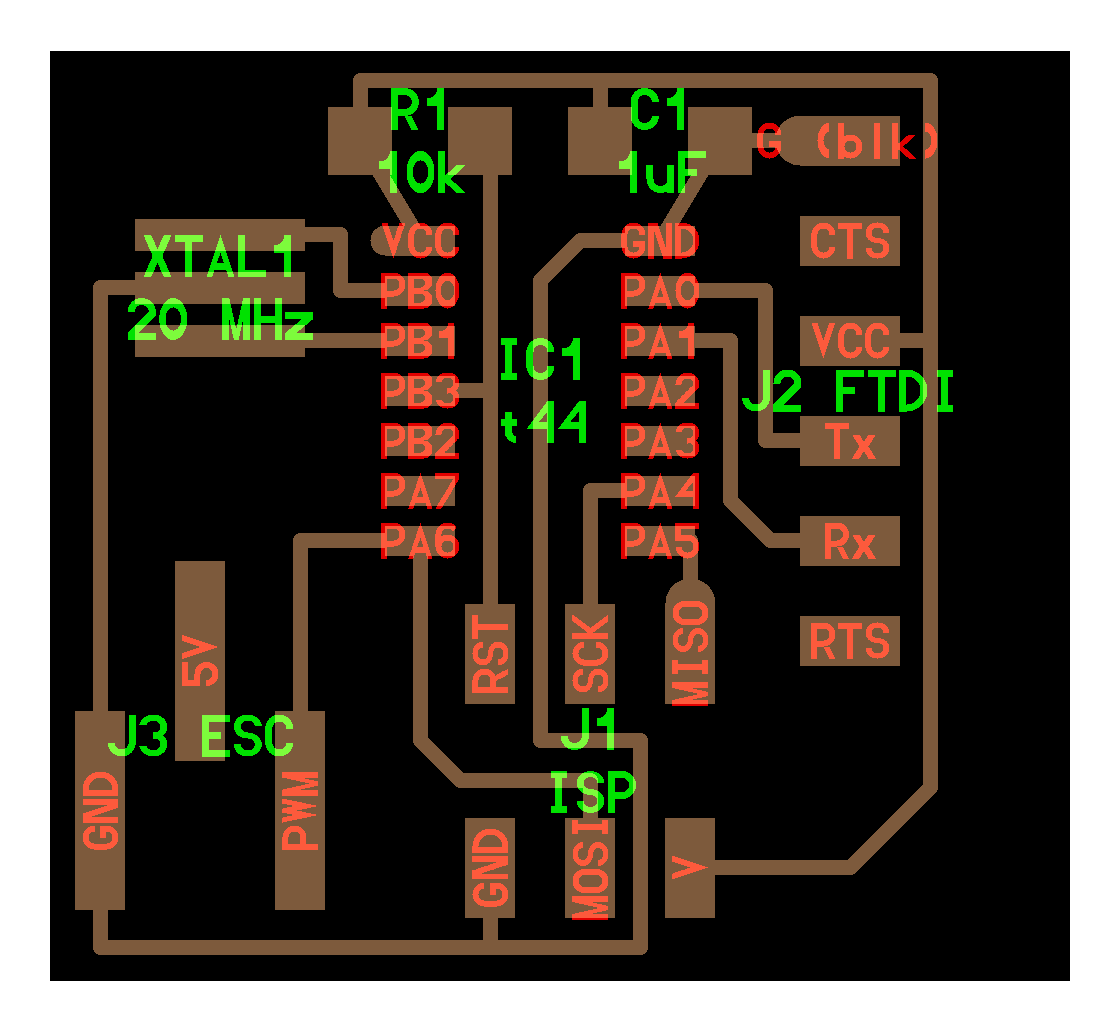 R1
10k
C1
1uF
G (blk)
XTAL1
20 MHz
VCC
PB0
PB1
PB3
PB2
PA7
PA6
IC1
t44
GND
PA0
PA1
PA2
PA3
PA4
PA5
CTS
VCC
J2 FTDI
Tx
Rx
RTS
5V
J3 ESC
GND
PWM
RST
SCK
MISO
J1
ISP
GND
MOSI
V